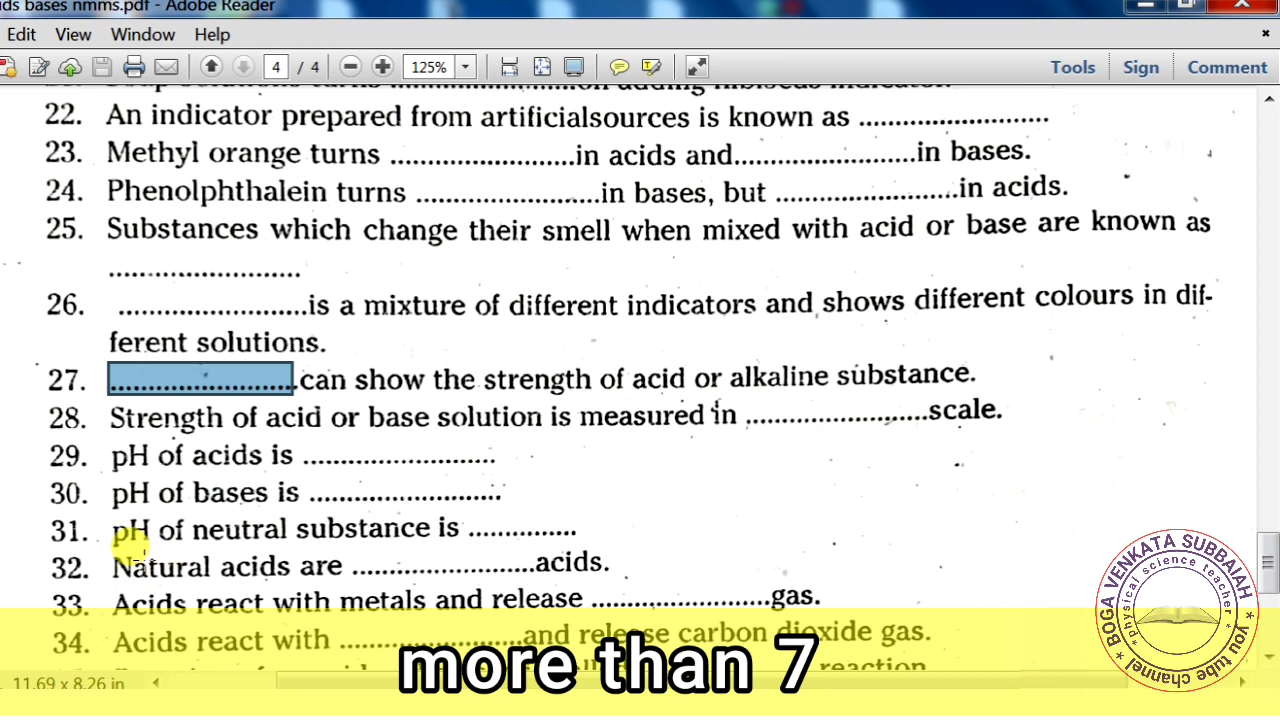 ids bases nmms.pdf - Adobe Reader
Edit View Window Help
4 / 4 125% Tools Sign Comment
22. An indicator prepared from artificialsources is known as .........................
23. Methyl orange turns ........................in acids and........................in bases.
24. Phenolphthalein turns ........................in bases, but ........................in acids.
25. Substances which change their smell when mixed with acid or base are known as
.........................
26. .........................is a mixture of different indicators and shows different colours in dif-
ferent solutions.
27. .........................can show the strength of acid or alkaline substance.
28. Strength of acid or base solution is measured in ........................scale.
29. pH of acids is .........................
30. pH of bases is .........................
31. pH of neutral substance is ..............
32. Natural acids are ........................acids.
33. Acids react with metals and release ........................gas.
34. Acids react with ........................and release carbon dioxide gas.
reaction
more than 7
11.69 x 8.26 in
* BOGA VENKATA SUBBAIAH * you tube channel
*physical science teacher*